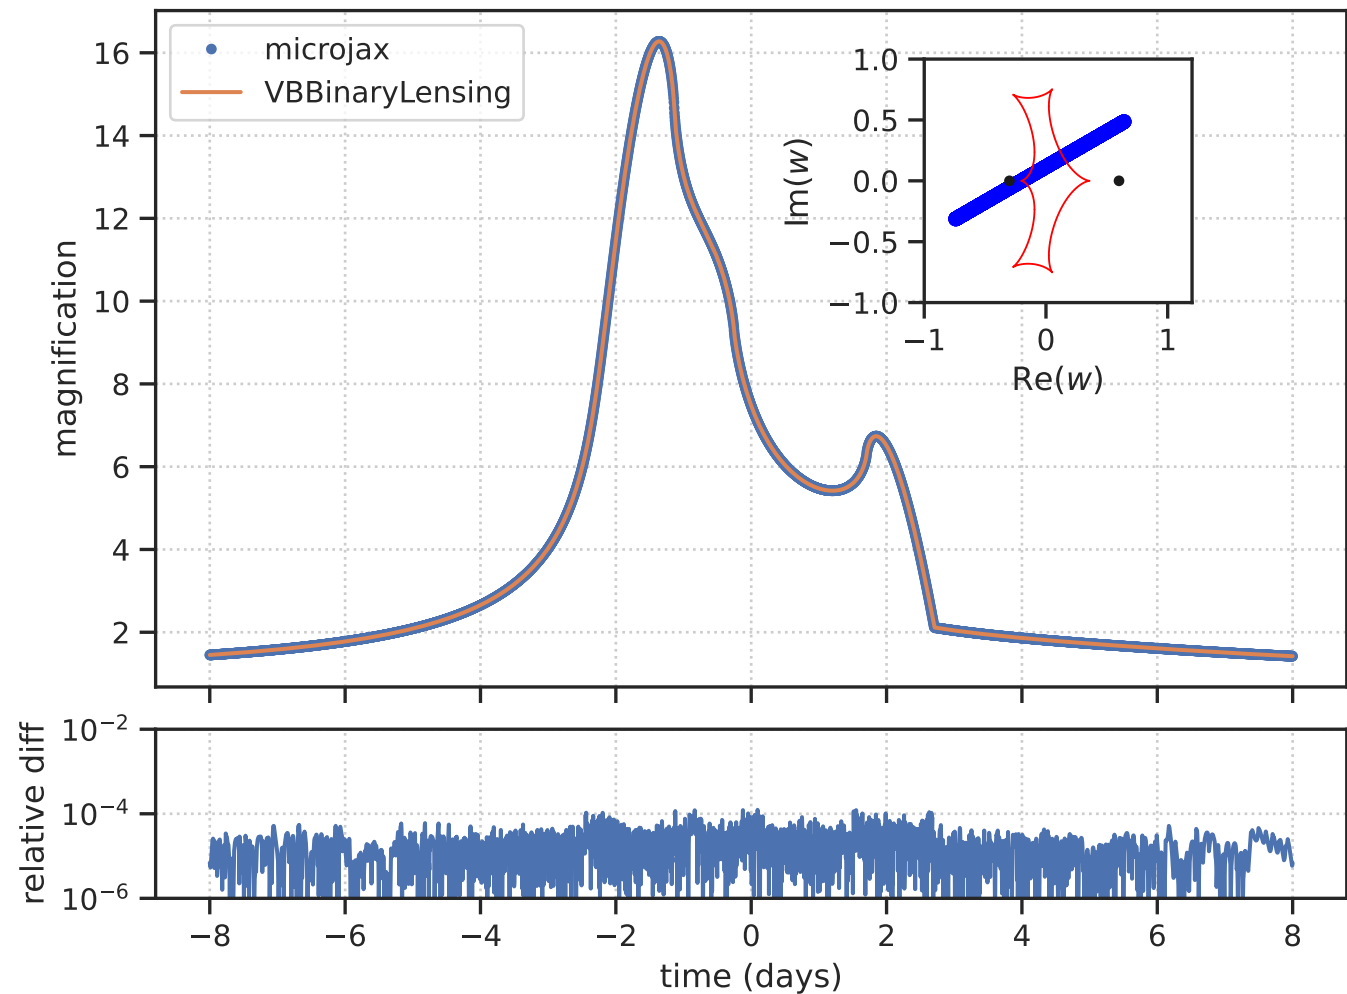 microjax
VBBinaryLensing
magnification
16
14
12
10
8
6
4
2
Im(w)
1.0
0.5
0.0
−0.5
−1.0
−1 0 1
Re(w)
relative diff
10−2
10−4
10−6
−8 −6 −4 −2 0 2 4 6 8
time (days)